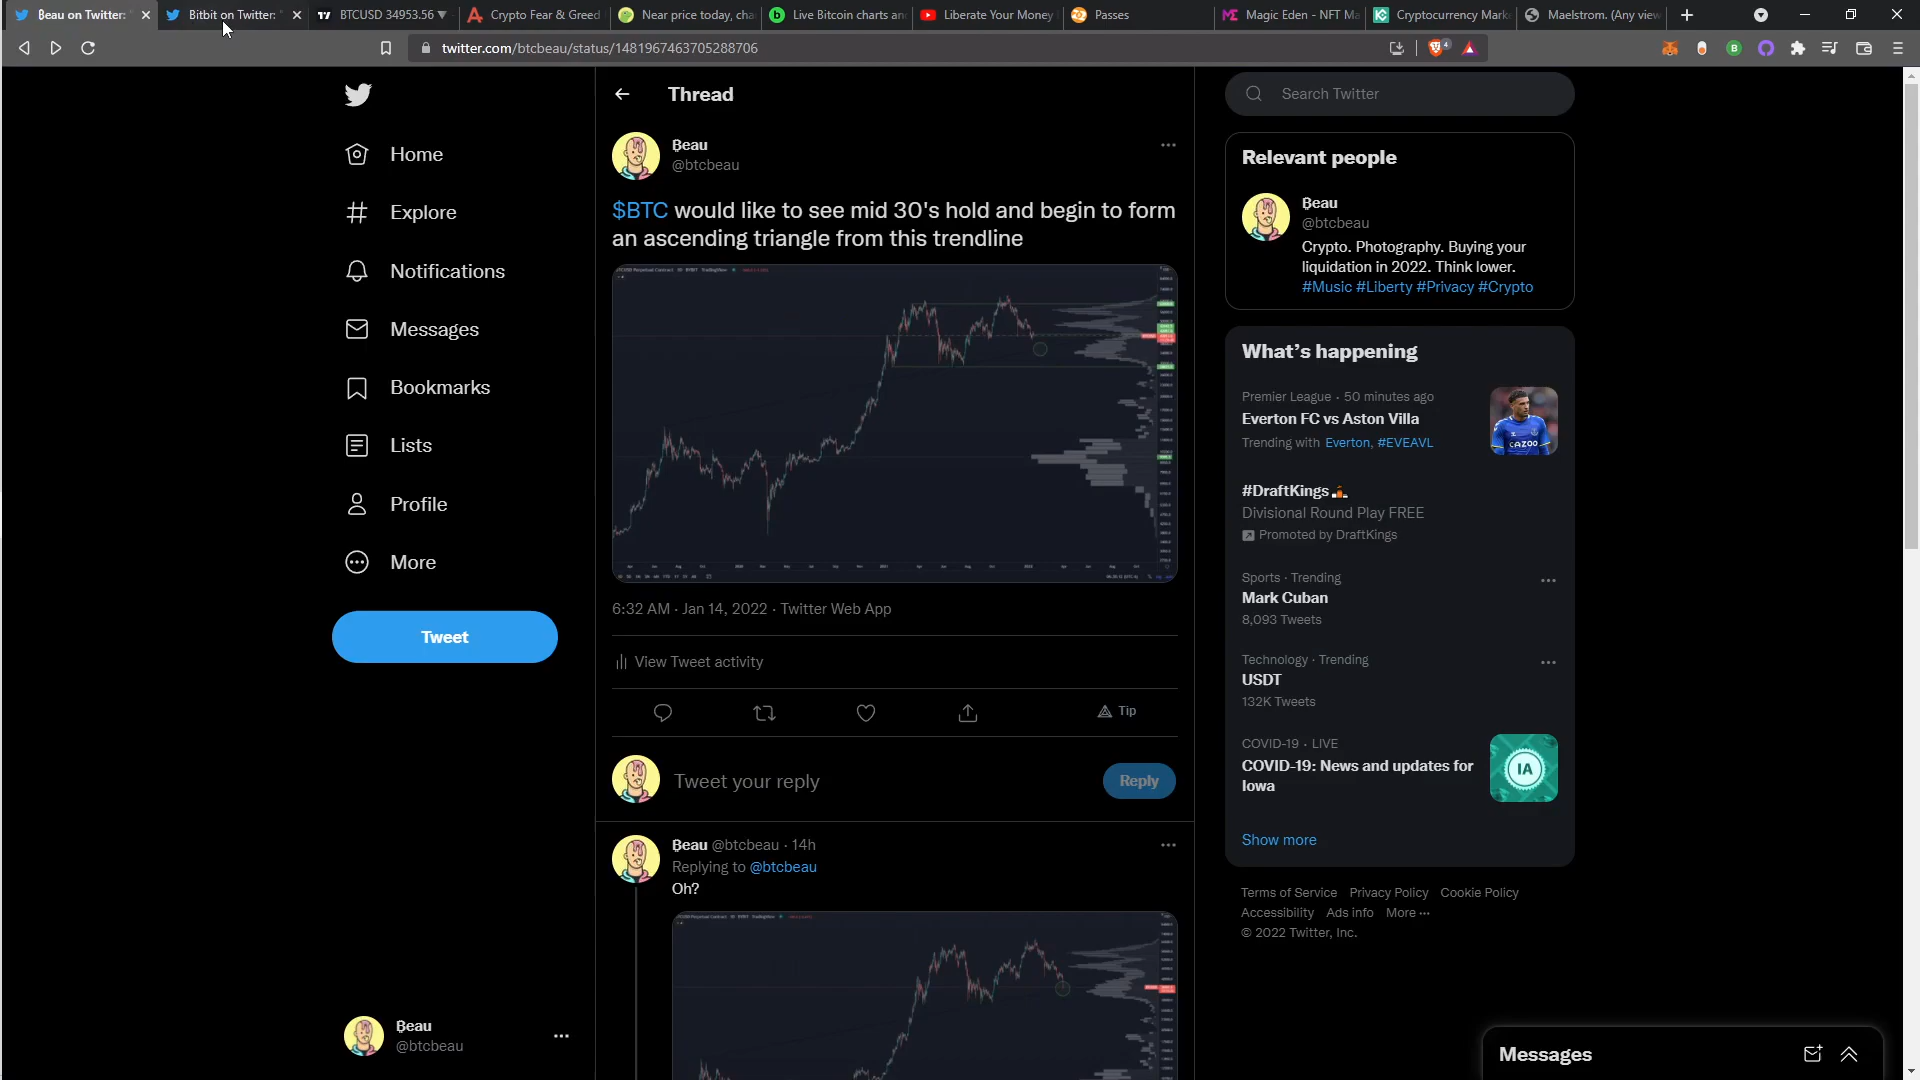 Beau on Twitter: "
Bitbit on Twitter: "
BTCUSD 34953.56 ▼
Crypto Fear & Greed
Near price today, cha
Live Bitcoin charts an
Liberate Your Money
Passes
Magic Eden - NFT Ma
Cryptocurrency Mark
Maelstrom. (Any view
twitter.com/btcbeau/status/1481967463705288706
4
Home
Explore
Notifications
Messages
Bookmarks
Lists
Profile
More
Tweet
Beau
@btcbeau
Thread
Beau
@btcbeau
$BTC would like to see mid 30's hold and begin to form
an ascending triangle from this trendline
6:32 AM · Jan 14, 2022 · Twitter Web App
View Tweet activity
Tip
Tweet your reply
Reply
Beau @btcbeau · 14h
Replying to @btcbeau
Oh?
Search Twitter
Relevant people
Beau
@btcbeau
Crypto. Photography. Buying your
liquidation in 2022. Think lower.
#Music #Liberty #Privacy #Crypto
What's happening
Premier League · 50 minutes ago
Everton FC vs Aston Villa
Trending with Everton, #EVEAVL
CAZOO
#DraftKings
Divisional Round Play FREE
Promoted by DraftKings
Sports · Trending
Mark Cuban
8,093 Tweets
Technology · Trending
USDT
132K Tweets
COVID-19 · LIVE
COVID-19: News and updates for
Iowa
IA
Show more
Terms of Service Privacy Policy Cookie Policy
Accessibility Ads info More ···
© 2022 Twitter, Inc.
Messages